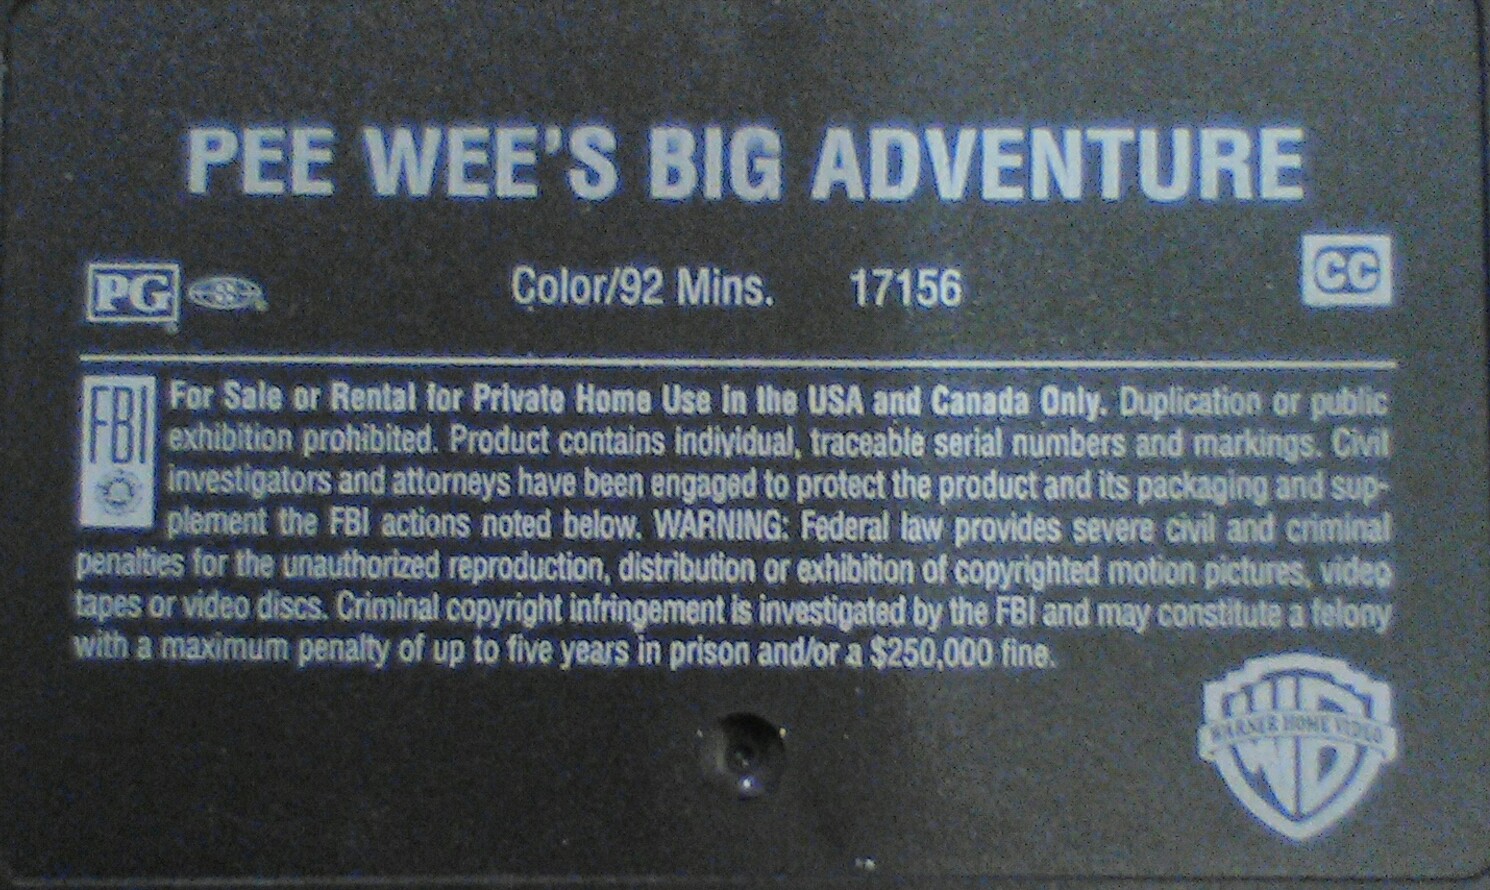 PEE WEE'S BIG ADVENTURE
PG
Color/92 Mins. 17156
CC
FBI
For Sale or Rental for Private Home Use in the USA and Canada Only. Duplication or public
exhibition prohibited. Product contains individual, traceable serial numbers and markings. Civil
investigators and attorneys have been engaged to protect the product and its packaging and sup-
plement the FBI actions noted below. WARNING: Federal law provides severe civil and criminal
penalties for the unauthorized reproduction, distribution or exhibition of copyrighted motion pictures, video
tapes or video discs. Criminal copyright infringement is investigated by the FBI and may constitute a felony
with a maximum penalty of up to five years in prison and/or a $250,000 fine.
WB
WARNER HOME VIDEO